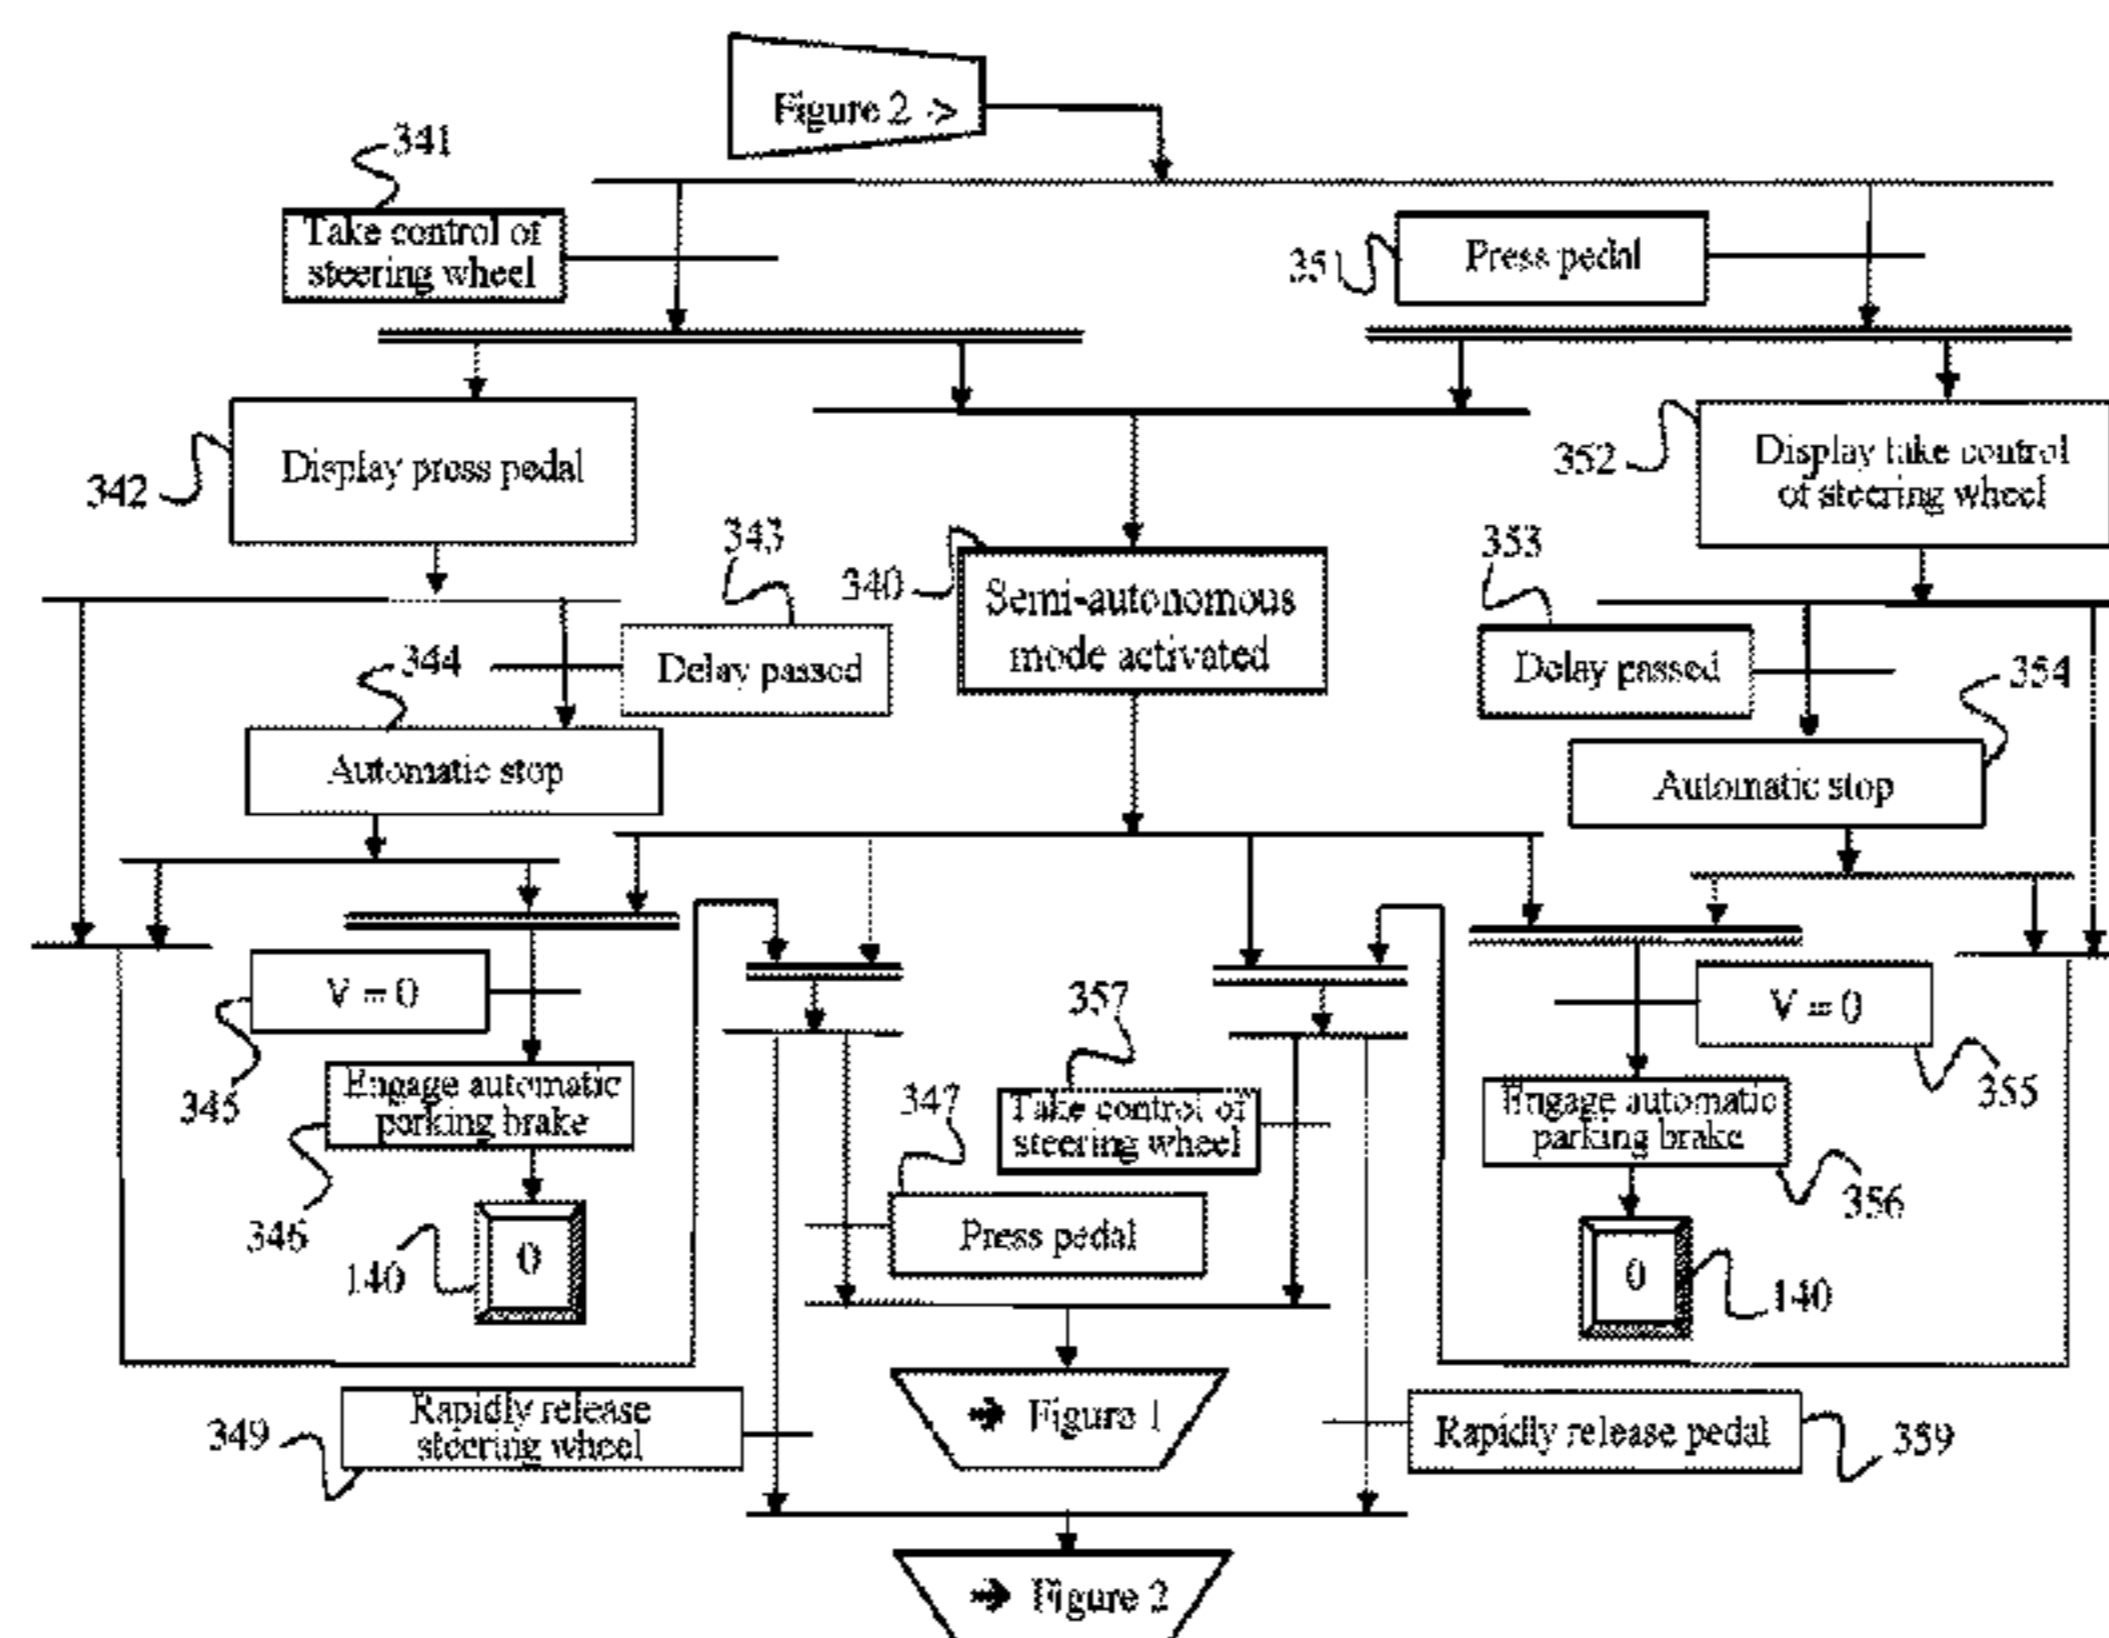 Figure 2 ->
341
Take control of
steering wheel
351
Press pedal
342
Display press pedal
352
Display take control
of steering wheel
343
340
Semi-autonomous
mode activated
353
344
Delay passed
Delay passed
354
Automatic stop
Automatic stop
V = 0
357
V = 0
345
Engage automatic
parking brake
347
Take control of
steering wheel
Engage automatic
parking brake
355
346
140
0
Press pedal
356
0
140
349
Rapidly release
steering wheel
➔ Figure 1
Rapidly release pedal
359
➔ Figure 2